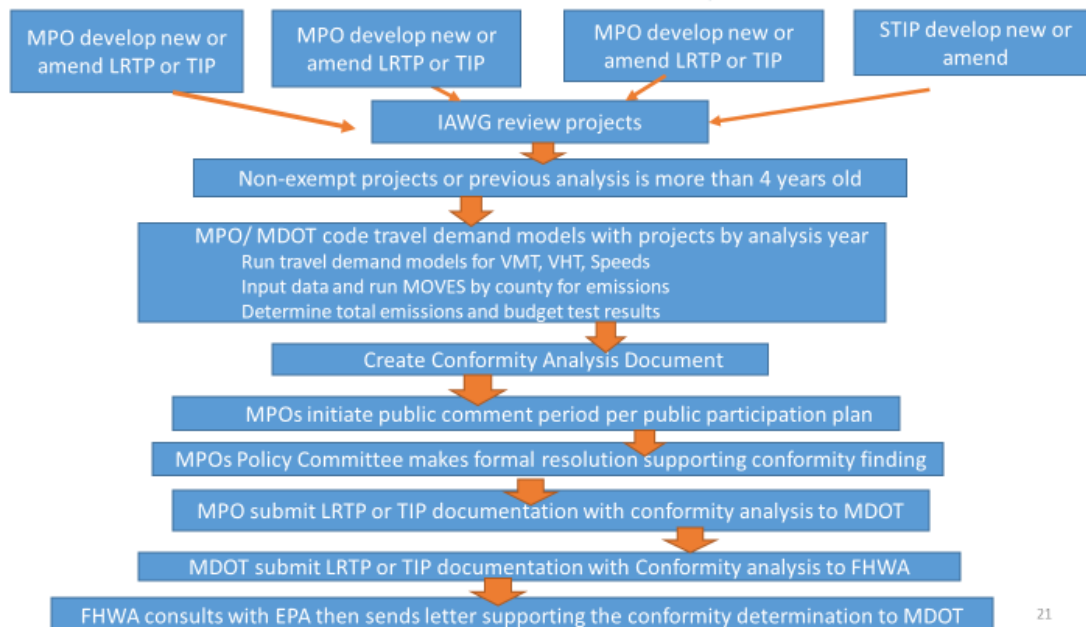 MPO develop new or
amend LRTP or TIP
MPO develop new or
amend LRTP or TIP
MPO develop new or
amend LRTP or TIP
STIP develop new or
amend
IAWG review projects
Non-exempt projects or previous analysis is more than 4 years old
MPO/ MDOT code travel demand models with projects by analysis year
Run travel demand models for VMT, VHT, Speeds
Input data and run MOVES by county for emissions
Determine total emissions and budget test results
Create Conformity Analysis Document
MPOs initiate public comment period per public participation plan
MPOs Policy Committee makes formal resolution supporting conformity finding
MPO submit LRTP or TIP documentation with conformity analysis to MDOT
MDOT submit LRTP or TIP documentation with Conformity analysis to FHWA
FHWA consults with EPA then sends letter supporting the conformity determination to MDOT
21